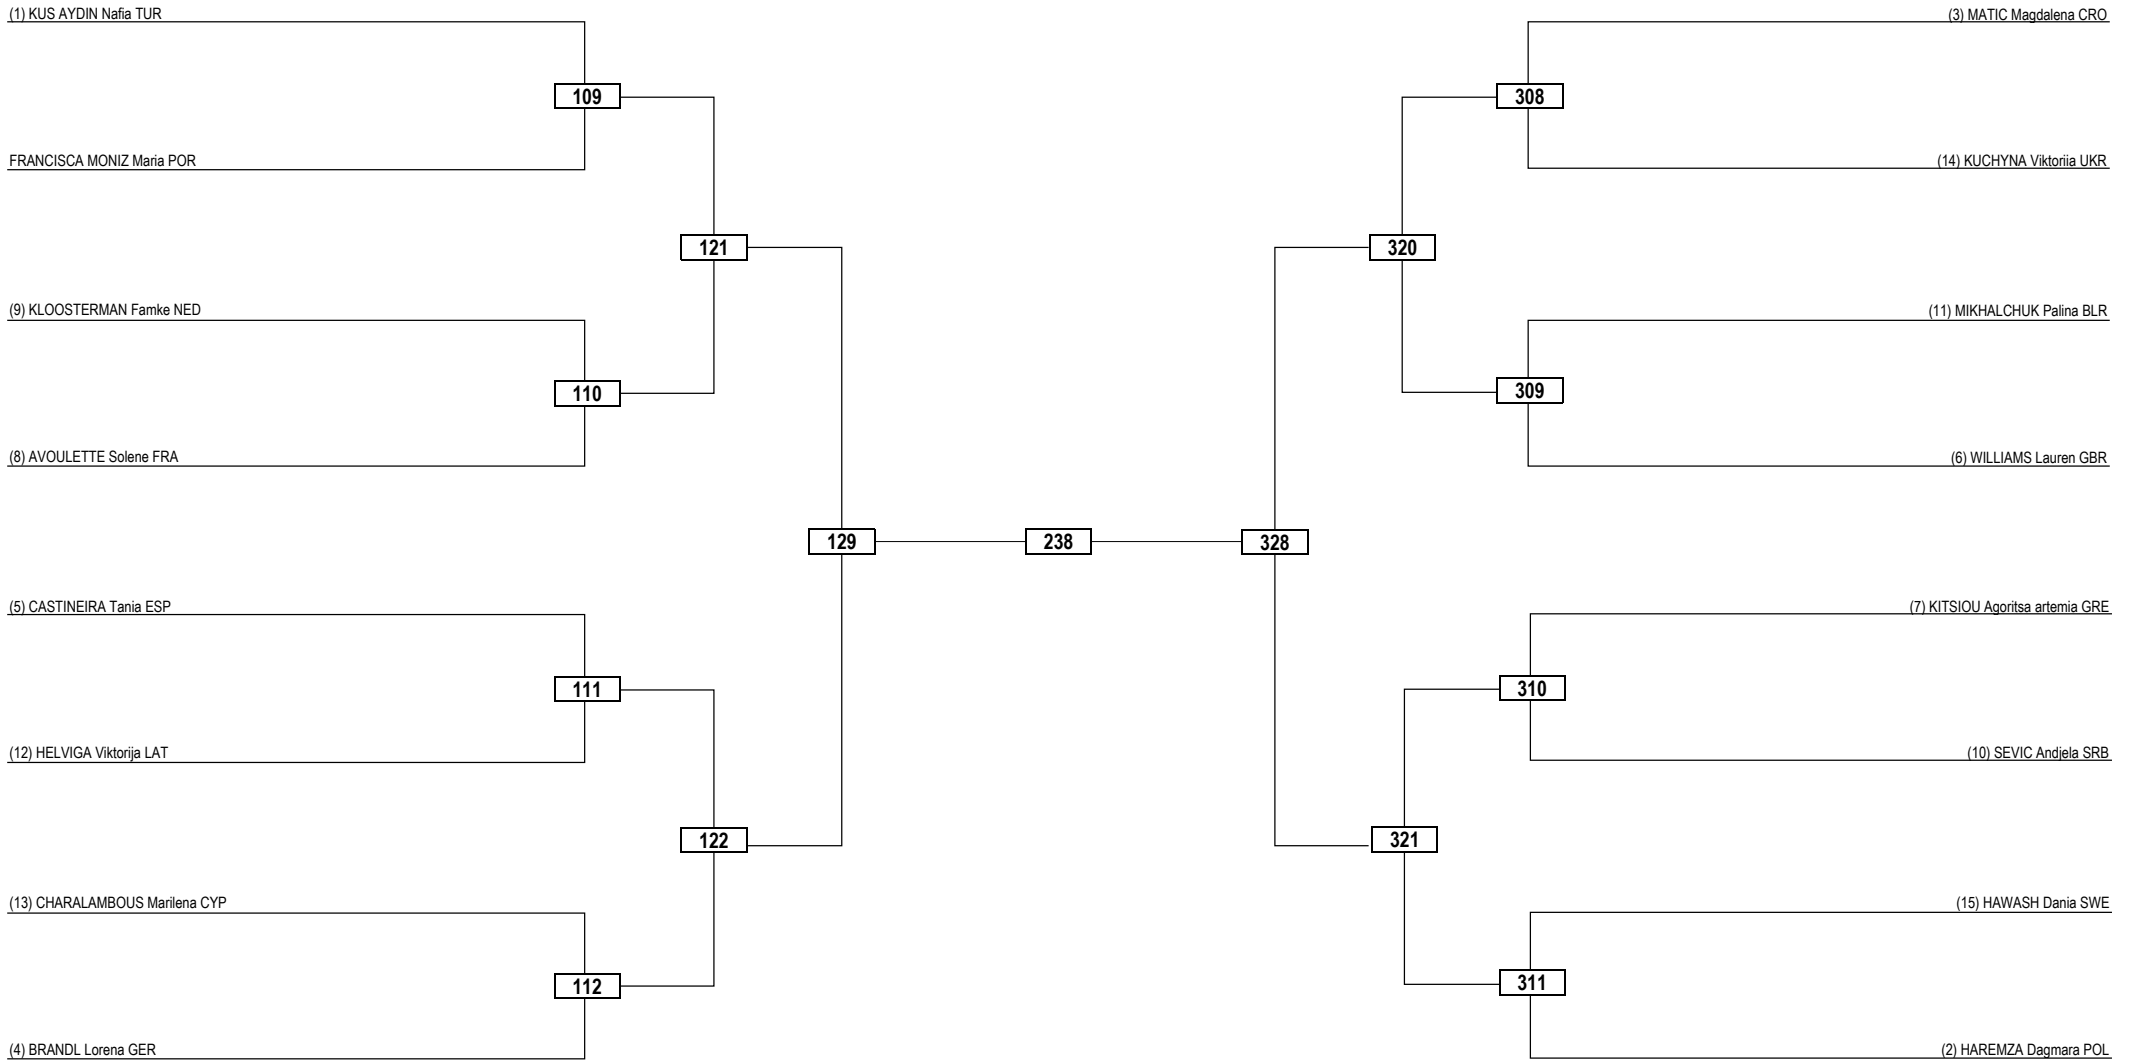 (1) KUS AYDIN Nafia TUR
(3) MATIC Magdalena CRO
109
308
FRANCISCA MONIZ Maria POR
(14) KUCHYNA Viktoriia UKR
121
320
(9) KLOOSTERMAN Famke NED
(11) MIKHALCHUK Palina BLR
110
309
(8) AVOULETTE Solene FRA
(6) WILLIAMS Lauren GBR
129
238
328
(5) CASTINEIRA Tania ESP
(7) KITSIOU Agoritsa artemia GRE
111
310
(12) HELVIGA Viktorija LAT
(10) SEVIC Andjela SRB
122
321
(13) CHARALAMBOUS Marilena CYP
(15) HAWASH Dania SWE
112
311
(4) BRANDL Lorena GER
(2) HAREMZA Dagmara POL